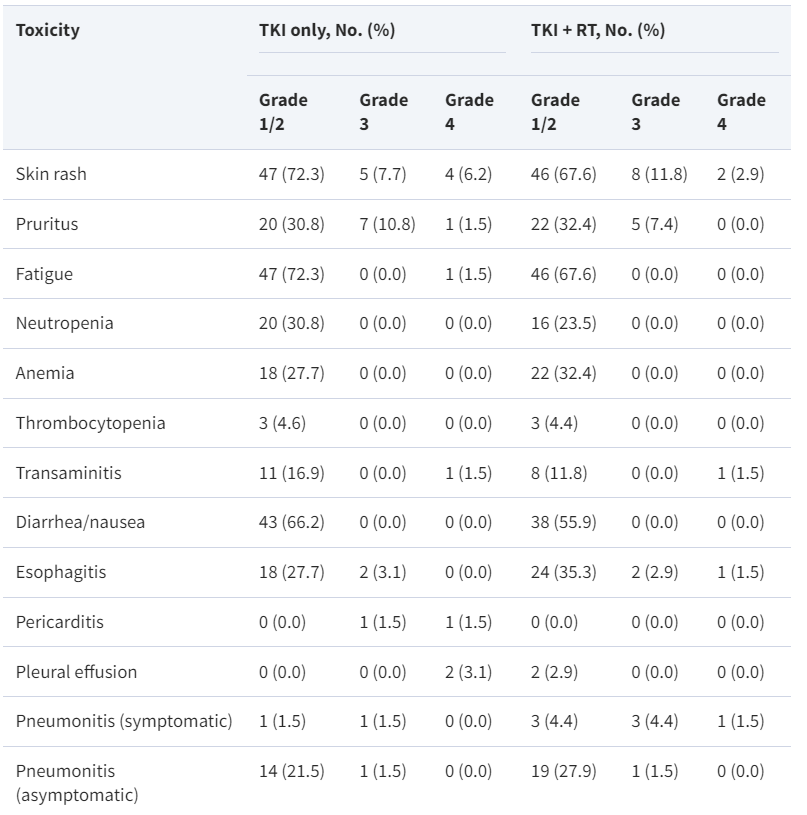 Toxicity TKI only, No. (%) TKI + RT, No. (%)
Grade 1/2 Grade 3 Grade 4 Grade 1/2 Grade 3 Grade 4
Skin rash 47 (72.3) 5 (7.7) 4 (6.2) 46 (67.6) 8 (11.8) 2 (2.9)
Pruritus 20 (30.8) 7 (10.8) 1 (1.5) 22 (32.4) 5 (7.4) 0 (0.0)
Fatigue 47 (72.3) 0 (0.0) 1 (1.5) 46 (67.6) 0 (0.0) 0 (0.0)
Neutropenia 20 (30.8) 0 (0.0) 0 (0.0) 16 (23.5) 0 (0.0) 0 (0.0)
Anemia 18 (27.7) 0 (0.0) 0 (0.0) 22 (32.4) 0 (0.0) 0 (0.0)
Thrombocytopenia 3 (4.6) 0 (0.0) 0 (0.0) 3 (4.4) 0 (0.0) 0 (0.0)
Transaminitis 11 (16.9) 0 (0.0) 1 (1.5) 8 (11.8) 0 (0.0) 1 (1.5)
Diarrhea/nausea 43 (66.2) 0 (0.0) 0 (0.0) 38 (55.9) 0 (0.0) 0 (0.0)
Esophagitis 18 (27.7) 2 (3.1) 0 (0.0) 24 (35.3) 2 (2.9) 1 (1.5)
Pericarditis 0 (0.0) 1 (1.5) 1 (1.5) 0 (0.0) 0 (0.0) 0 (0.0)
Pleural effusion 0 (0.0) 0 (0.0) 2 (3.1) 2 (2.9) 0 (0.0) 0 (0.0)
Pneumonitis (symptomatic) 1 (1.5) 1 (1.5) 0 (0.0) 3 (4.4) 3 (4.4) 1 (1.5)
Pneumonitis 14 (21.5) 1 (1.5) 0 (0.0) 19 (27.9) 1 (1.5) 0 (0.0)
(asymptomatic)